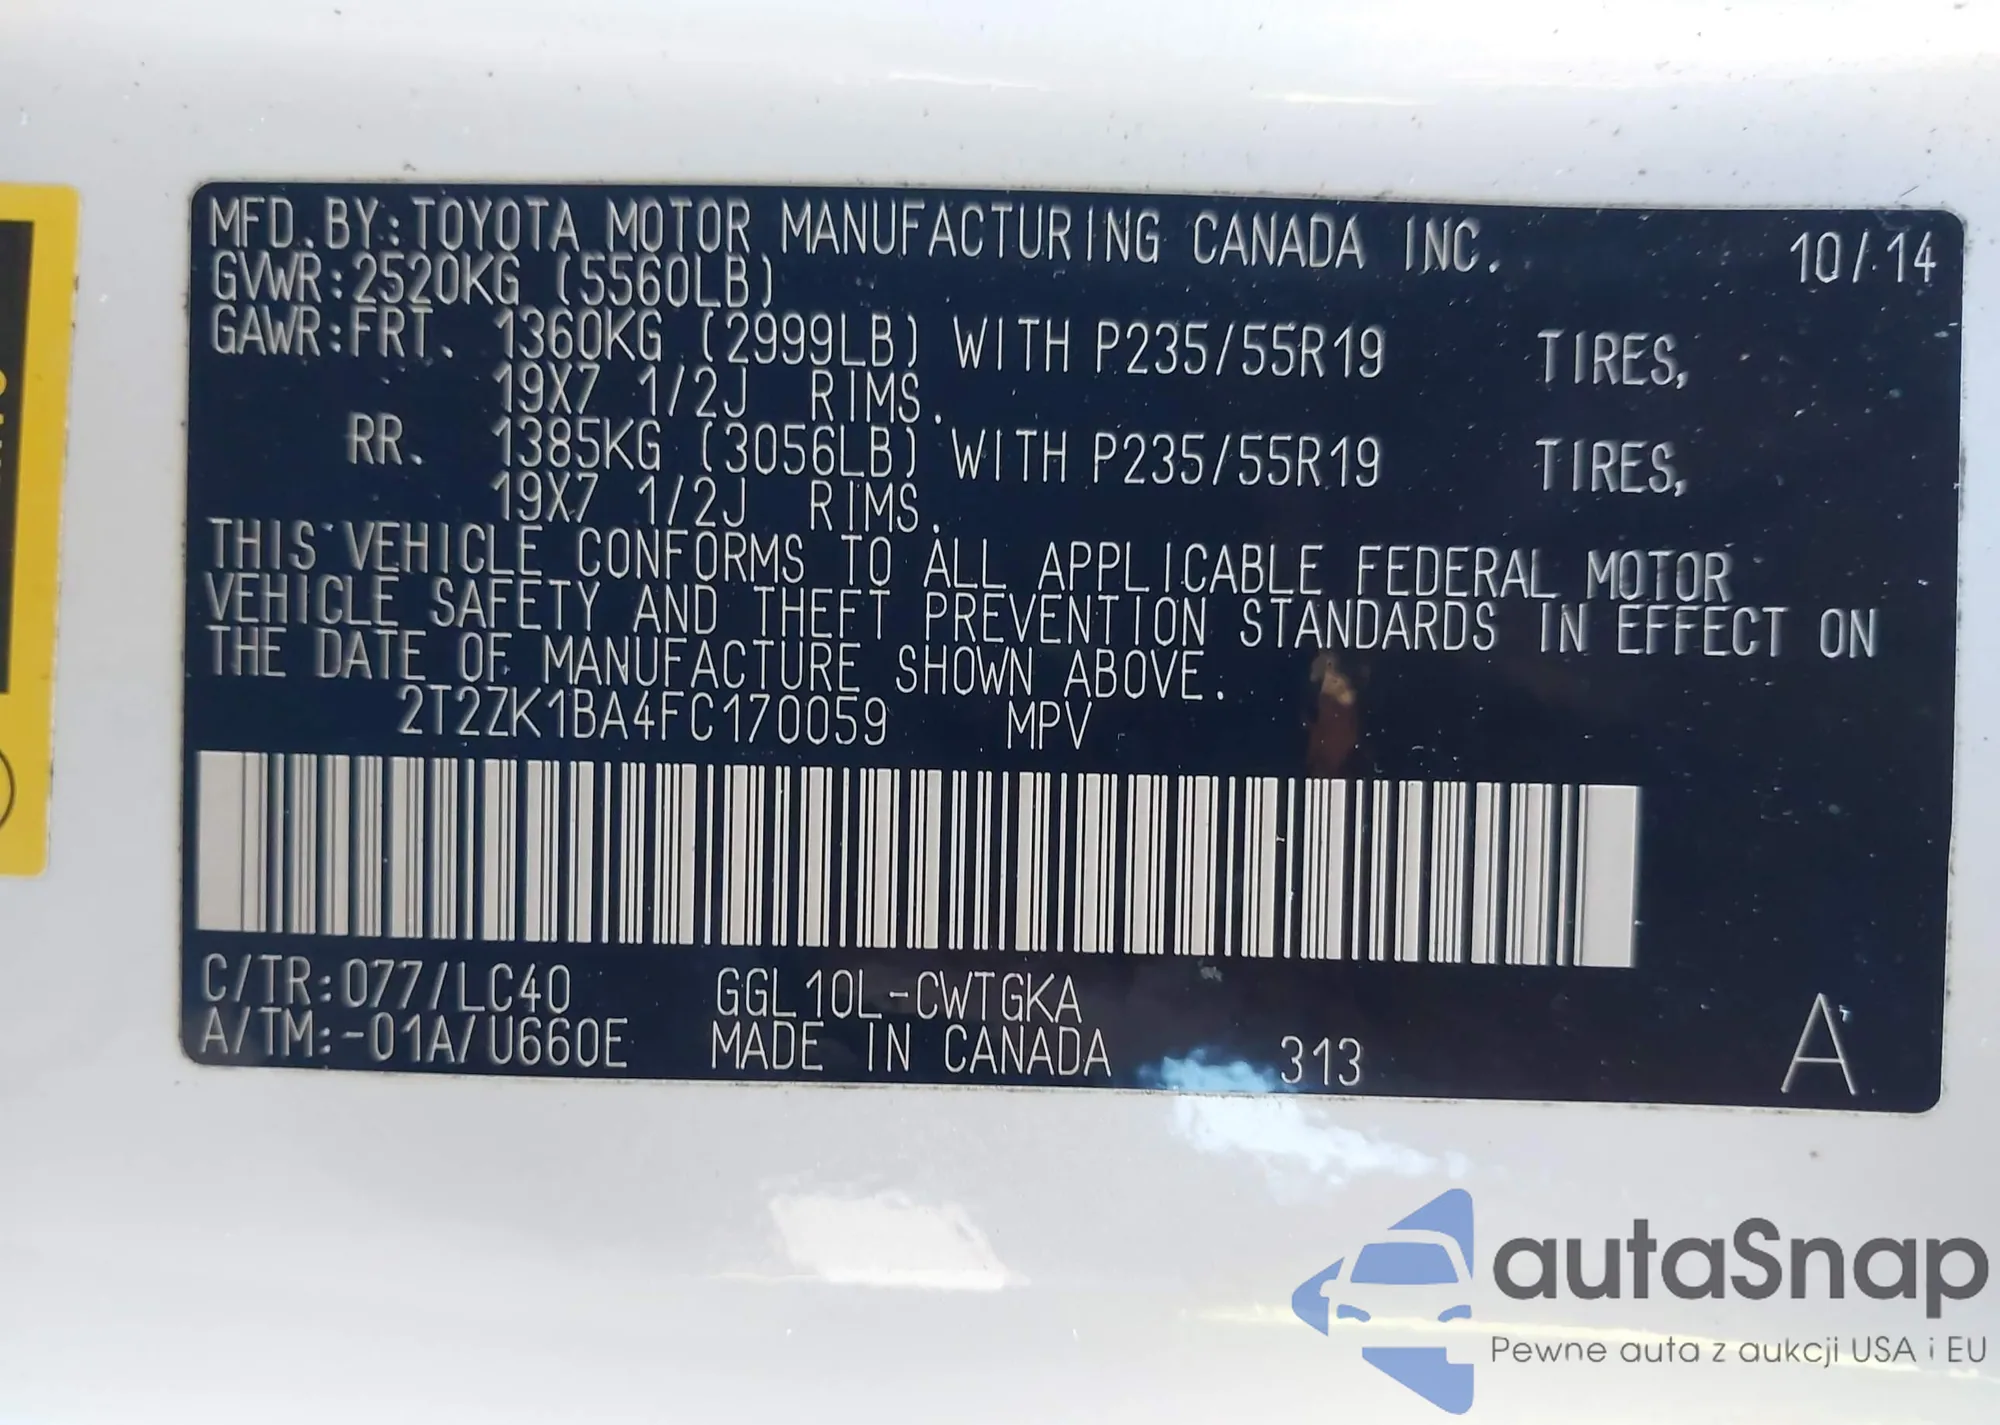 MFD. BY: TOYOTA MOTOR MANUFACTURING CANADA INC. 10/14
GVWR: 2520KG (5560LB)
GAWR: FRT. 1360KG (2999LB) WITH P235/55R19 TIRES,
19X7 1/2J RIMS.
RR. 1385KG (3056LB) WITH P235/55R19 TIRES,
19X7 1/2J RIMS.
THIS VEHICLE CONFORMS TO ALL APPLICABLE FEDERAL MOTOR
VEHICLE SAFETY AND THEFT PREVENTION STANDARDS IN EFFECT ON
THE DATE OF MANUFACTURE SHOWN ABOVE.
2T2ZK1BA4FC170059 MPV
C/TR: 077/LC40 GGL10L-CWTGKA
A/TM: -01A/U660E MADE IN CANADA 313 A
autaSnap
Pewne auta z aukcji USA i EU